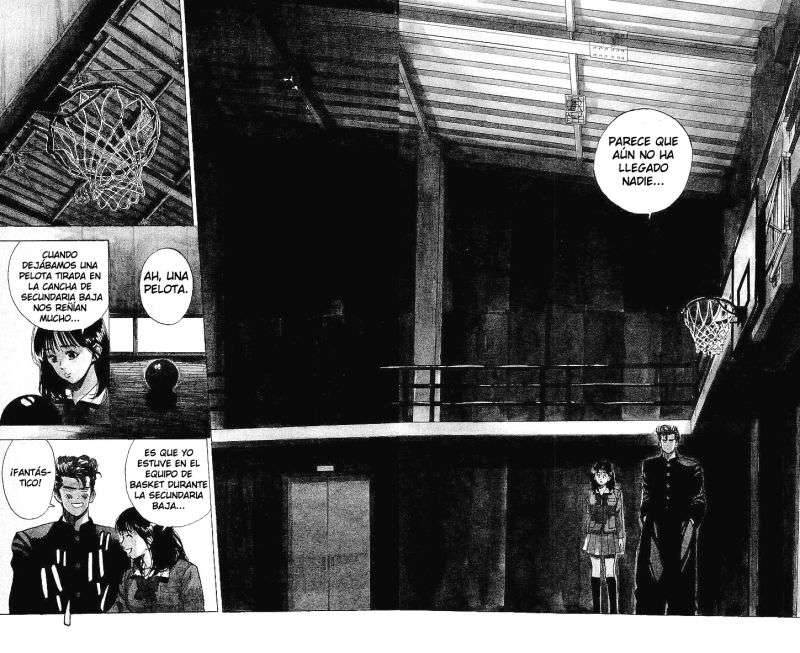 PARECE QUE
AÚN NO HA
LLEGADO
NADIE...
AH, UNA
PELOTA.
CUANDO
DEJÁBAMOS UNA
PELOTA TIRADA EN
LA CANCHA DE
SECUNDARIA BAJA
NOS REÑÍAN
MUCHO...
ES QUE YO
ESTUVE EN EL
EQUIPO DE
BASKET DURANTE
LA SECUNDARIA
BAJA...
¡FANTÁS-
TICO!